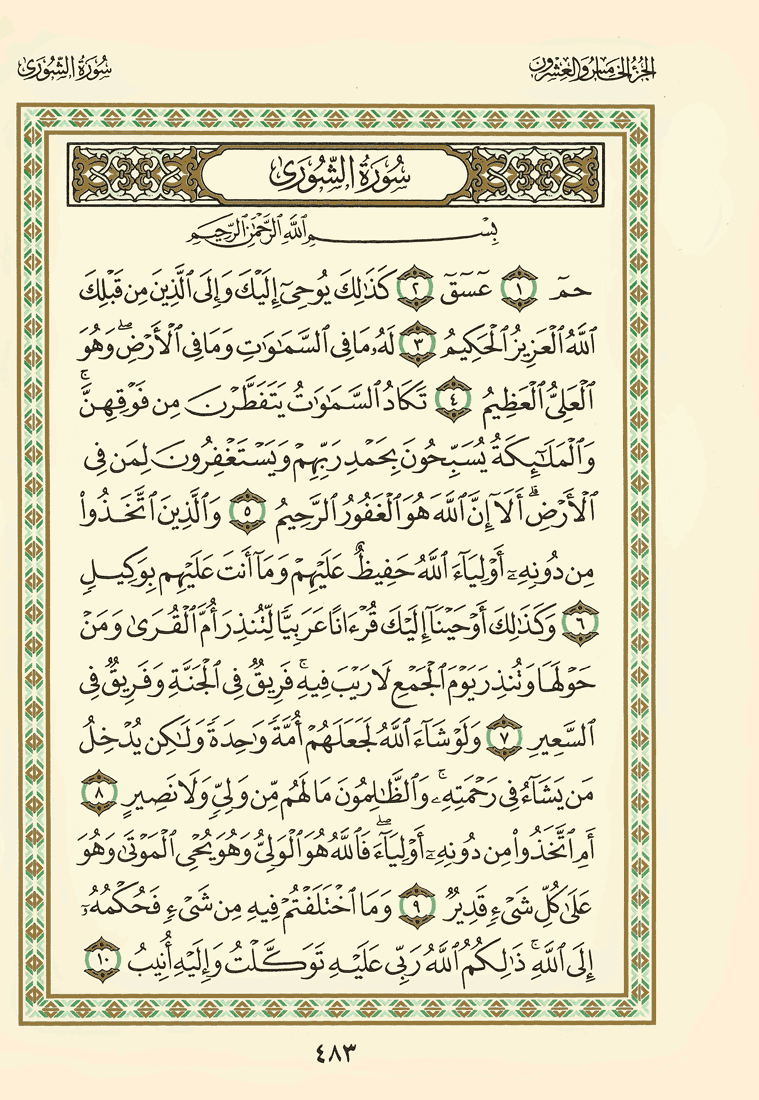 الجزء الخامس والعشرون
سورة الشورى
سُورَةُ الشُّورَىٰ
بِسْمِ ٱللَّهِ ٱلرَّحْمَٰنِ ٱلرَّحِيمِ
حمٓ ١ عٓسٓقٓ ٢ كَذَٰلِكَ يُوحِىٓ إِلَيْكَ وَإِلَى ٱلَّذِينَ مِن قَبْلِكَ
ٱللَّهُ ٱلْعَزِيزُ ٱلْحَكِيمُ ٣ لَهُۥ مَا فِى ٱلسَّمَٰوَٰتِ وَمَا فِى ٱلْأَرْضِ ۖ وَهُوَ
ٱلْعَلِىُّ ٱلْعَظِيمُ ٤ تَكَادُ ٱلسَّمَٰوَٰتُ يَتَفَطَّرْنَ مِن فَوْقِهِنَّ ۚ
وَٱلْمَلَٰٓئِكَةُ يُسَبِّحُونَ بِحَمْدِ رَبِّهِمْ وَيَسْتَغْفِرُونَ لِمَن فِى
ٱلْأَرْضِ ۗ أَلَآ إِنَّ ٱللَّهَ هُوَ ٱلْغَفُورُ ٱلرَّحِيمُ ٥ وَٱلَّذِينَ ٱتَّخَذُوا۟
مِن دُونِهِۦٓ أَوْلِيَآءَ ٱللَّهُ حَفِيظٌ عَلَيْهِمْ وَمَآ أَنتَ عَلَيْهِم بِوَكِيلٍ
٦ وَكَذَٰلِكَ أَوْحَيْنَآ إِلَيْكَ قُرْءَانًا عَرَبِيًّا لِّتُنذِرَ أُمَّ ٱلْقُرَىٰ وَمَنْ
حَوْلَهَا وَتُنذِرَ يَوْمَ ٱلْجَمْعِ لَا رَيْبَ فِيهِ ۚ فَرِيقٌ فِى ٱلْجَنَّةِ وَفَرِيقٌ فِى
ٱلسَّعِيرِ ٧ وَلَوْ شَآءَ ٱللَّهُ لَجَعَلَهُمْ أُمَّةً وَٰحِدَةً وَلَٰكِن يُدْخِلُ
مَن يَشَآءُ فِى رَحْمَتِهِۦ ۚ وَٱلظَّٰلِمُونَ مَا لَهُم مِّن وَلِىٍّ وَلَا نَصِيرٍ ٨
أَمِ ٱتَّخَذُوا۟ مِن دُونِهِۦٓ أَوْلِيَآءَ ۖ فَٱللَّهُ هُوَ ٱلْوَلِىُّ وَهُوَ يُحْىِ ٱلْمَوْتَىٰ وَهُوَ
عَلَىٰ كُلِّ شَىْءٍ قَدِيرٌ ٩ وَمَا ٱخْتَلَفْتُمْ فِيهِ مِن شَىْءٍ فَحُكْمُهُۥٓ
إِلَى ٱللَّهِ ۚ ذَٰلِكُمُ ٱللَّهُ رَبِّى عَلَيْهِ تَوَكَّلْتُ وَإِلَيْهِ أُنِيبُ ١٠
٤٨٣